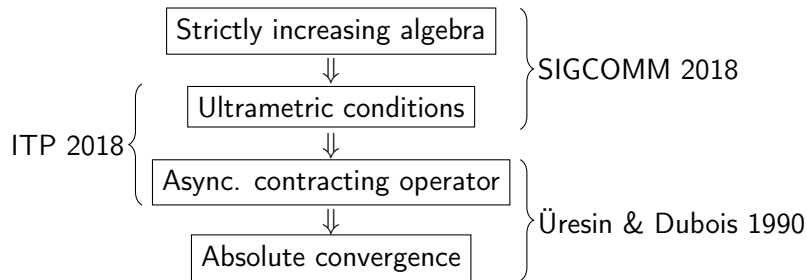 Strictly increasing algebra
⇓
SIGCOMM 2018
Ultrametric conditions
ITP 2018
⇓
Async. contracting operator
⇓
Üresin & Dubois 1990
Absolute convergence